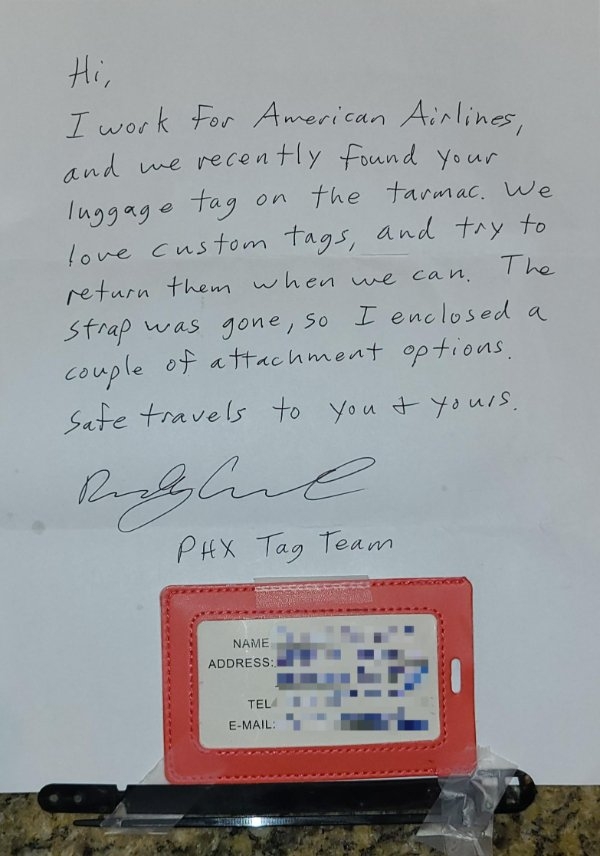 Hi,
I work for American Airlines,
and we recently found your
luggage tag on the tarmac. We
love custom tags, and try to
return them when we can. The
strap was gone, so I enclosed a
couple of attachment options.
Safe travels to you & yours.
PHX Tag Team
NAME
ADDRESS:
TEL
E-MAIL: